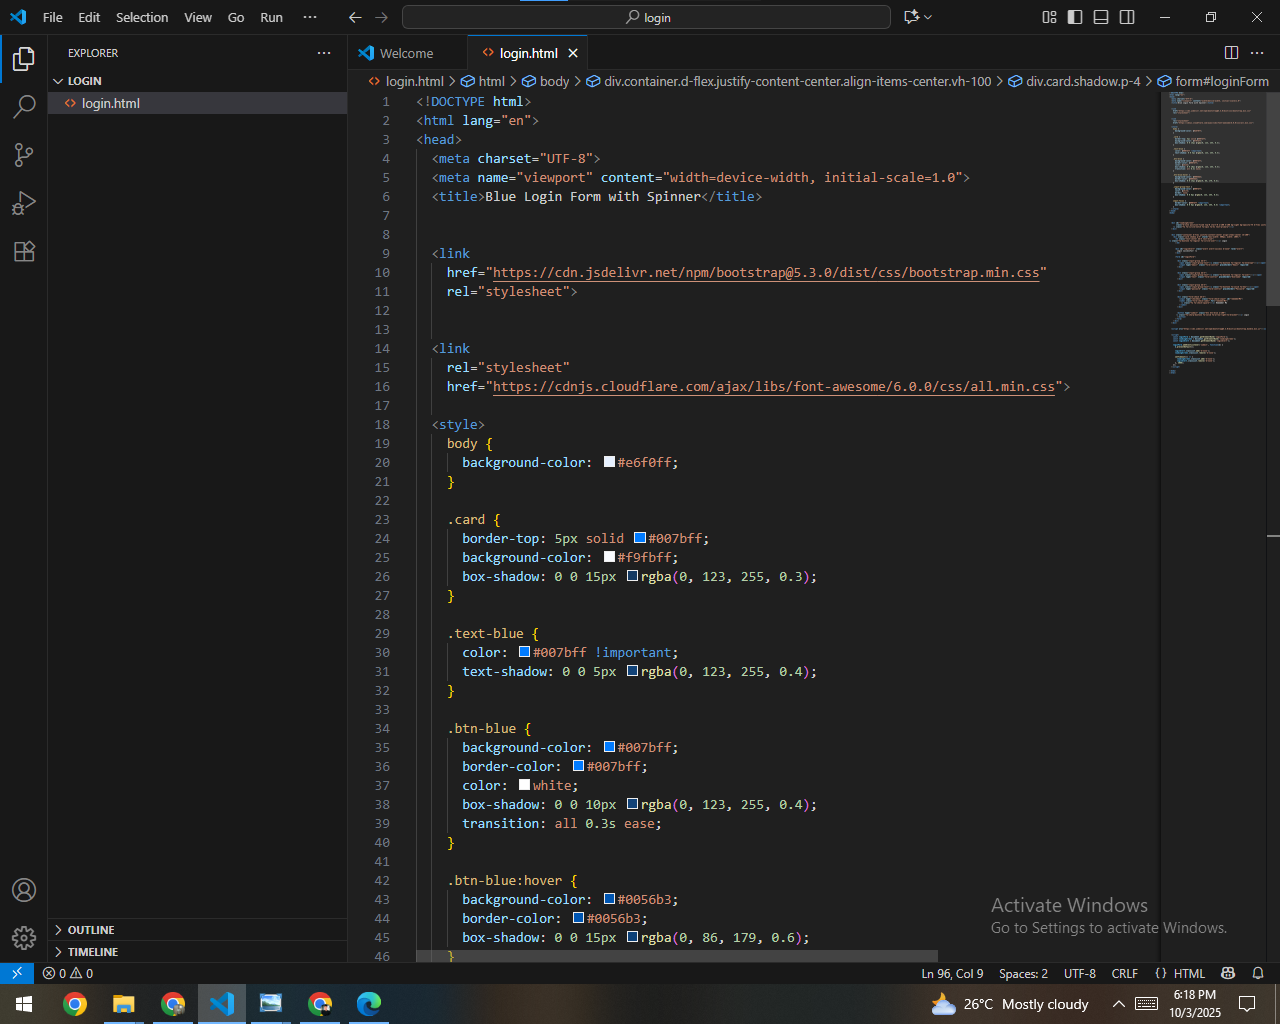 File Edit Selection View Go Run ··· login
EXPLORER ···
LOGIN
login.html
Welcome login.html
login.html > html > body > div.container.d-flex.justify-content-center.align-items-center.vh-100 > div.card.shadow.p-4 > form#loginForm
1 <!DOCTYPE html>
2 <html lang="en">
3 <head>
4 <meta charset="UTF-8">
5 <meta name="viewport" content="width=device-width, initial-scale=1.0">
6 <title>Blue Login Form with Spinner</title>
7
8
9 <link
10 href="https://cdn.jsdelivr.net/npm/bootstrap@5.3.0/dist/css/bootstrap.min.css"
11 rel="stylesheet">
12
13
14 <link
15 rel="stylesheet"
16 href="https://cdnjs.cloudflare.com/ajax/libs/font-awesome/6.0.0/css/all.min.css">
17
18 <style>
19 body {
20 background-color: #e6f0ff;
21 }
22
23 .card {
24 border-top: 5px solid #007bff;
25 background-color: #f9fbff;
26 box-shadow: 0 0 15px rgba(0, 123, 255, 0.3);
27 }
28
29 .text-blue {
30 color: #007bff !important;
31 text-shadow: 0 0 5px rgba(0, 123, 255, 0.4);
32 }
33
34 .btn-blue {
35 background-color: #007bff;
36 border-color: #007bff;
37 color: white;
38 box-shadow: 0 0 10px rgba(0, 123, 255, 0.4);
39 transition: all 0.3s ease;
40 }
41
42 .btn-blue:hover {
43 background-color: #0056b3;
44 border-color: #0056b3;
45 box-shadow: 0 0 15px rgba(0, 86, 179, 0.6);
46 }
Activate Windows
Go to Settings to activate Windows.
OUTLINE
TIMELINE
0 0 Ln 96, Col 9 Spaces: 2 UTF-8 CRLF {} HTML
26°C Mostly cloudy 6:18 PM
10/3/2025